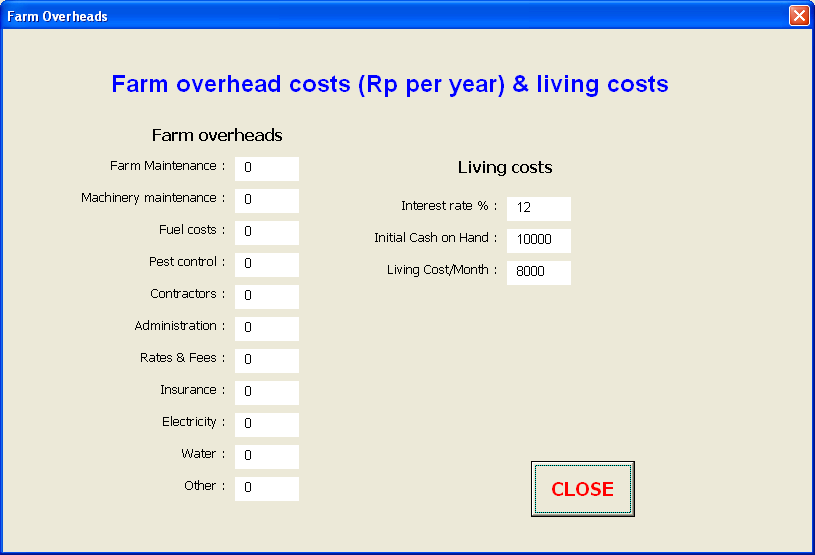 Farm Overheads
Farm overhead costs (Rp per year) & living costs
Farm overheads
Farm Maintenance : 0
Machinery maintenance : 0
Fuel costs : 0
Pest control : 0
Contractors : 0
Administration : 0
Rates & Fees : 0
Insurance : 0
Electricity : 0
Water : 0
Other : 0
Living costs
Interest rate % : 12
Initial Cash on Hand : 10000
Living Cost/Month : 8000
CLOSE